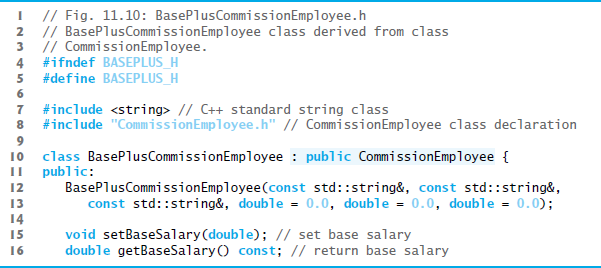 1 // Fig. 11.10: BasePlusCommissionEmployee.h
2 // BasePlusCommissionEmployee class derived from class
3 // CommissionEmployee.
4 #ifndef BASEPLUS_H
5 #define BASEPLUS_H
6
7 #include <string> // C++ standard string class
8 #include "CommissionEmployee.h" // CommissionEmployee class declaration
9
10 class BasePlusCommissionEmployee : public CommissionEmployee {
11 public:
12 BasePlusCommissionEmployee(const std::string&, const std::string&,
13 const std::string&, double = 0.0, double = 0.0, double = 0.0);
14
15 void setBaseSalary(double); // set base salary
16 double getBaseSalary() const; // return base salary